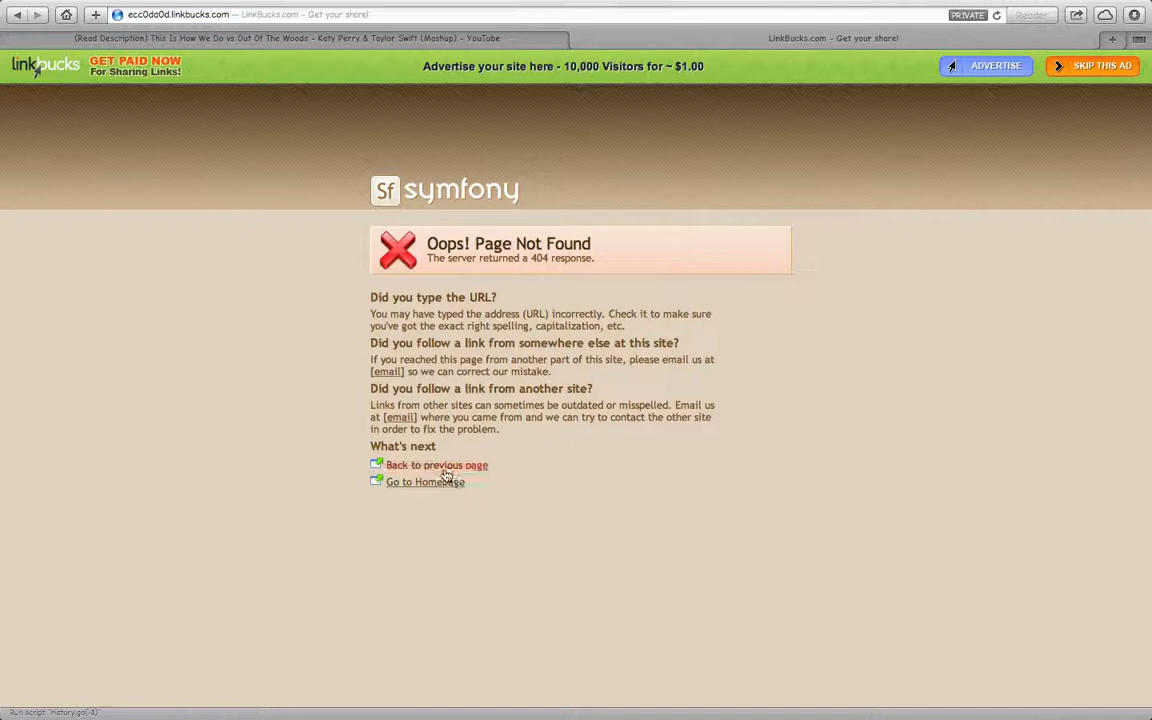 ecc0da0d.linkbucks.com — LinkBucks.com - Get your share!
PRIVATE
Reader
(Read Description) This Is How We Do vs Out Of The Woods - Katy Perry & Taylor Swift (Mashup) - YouTube
LinkBucks.com - Get your share!
linkbucks
GET PAID NOW
For Sharing Links!
Advertise your site here - 10,000 Visitors for ~ $1.00
ADVERTISE
SKIP THIS AD
Sf symfony
Oops! Page Not Found
The server returned a 404 response.
Did you type the URL?
You may have typed the address (URL) incorrectly. Check it to make sure
you've got the exact right spelling, capitalization, etc.
Did you follow a link from somewhere else at this site?
If you reached this page from another part of this site, please email us at
[email] so we can correct our mistake.
Did you follow a link from another site?
Links from other sites can sometimes be outdated or misspelled. Email us
at [email] where you came from and we can try to contact the other site
in order to fix the problem.
What's next
Back to previous page
Go to Homepage
Run script "history.go(-1)"